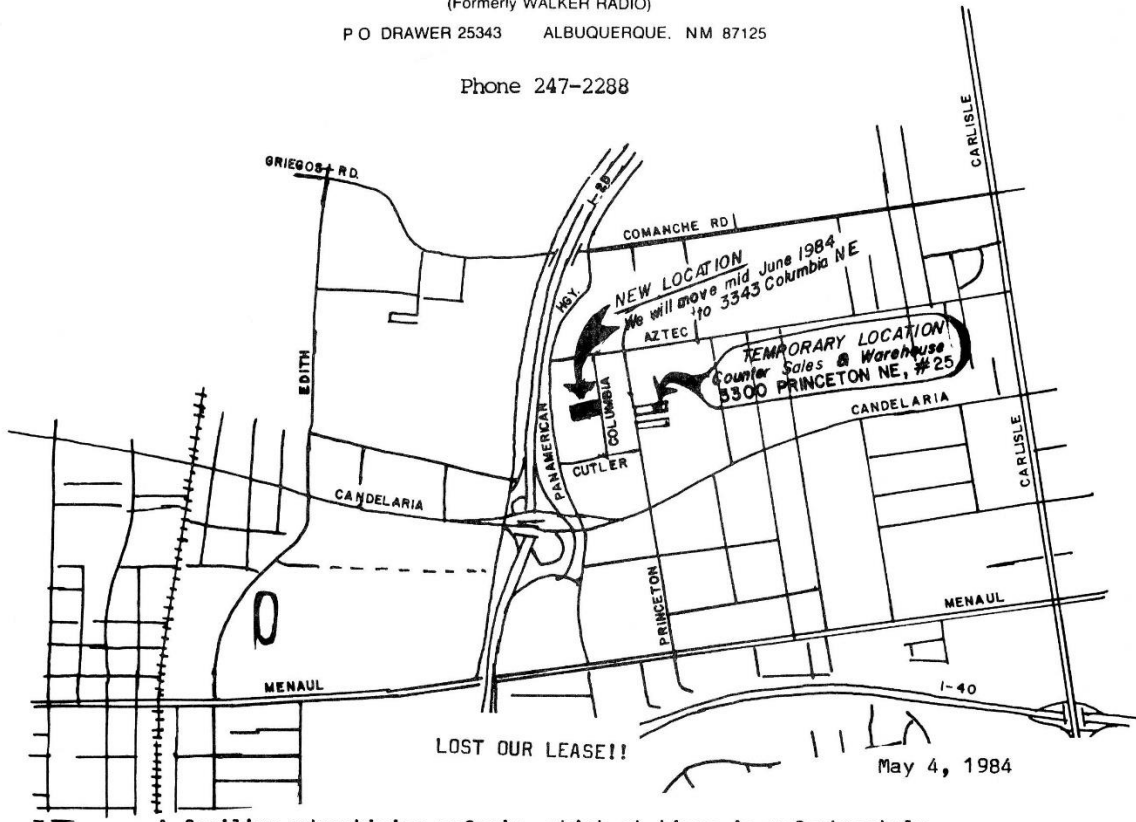 (Formerly WALKER RADIO)
P O DRAWER 25343 ALBUQUERQUE, NM 87125
Phone 247-2288
CARLISLE
GRIEGOS RD.
I-25
COMANCHE RD
NEW LOCATION
We will move mid June 1984
to 3343 Columbia NE
HGY.
AZTEC
TEMPORARY LOCATION
Counter Sales & Warehouse
3300 PRINCETON NE, #25
EDITH
COLUMBIA
PANAMERICAN
CANDELARIA
CUTLER
CARLISLE
CANDELARIA
PRINCETON
MENAUL
MENAUL
I-40
LOST OUR LEASE!!
May 4, 1984